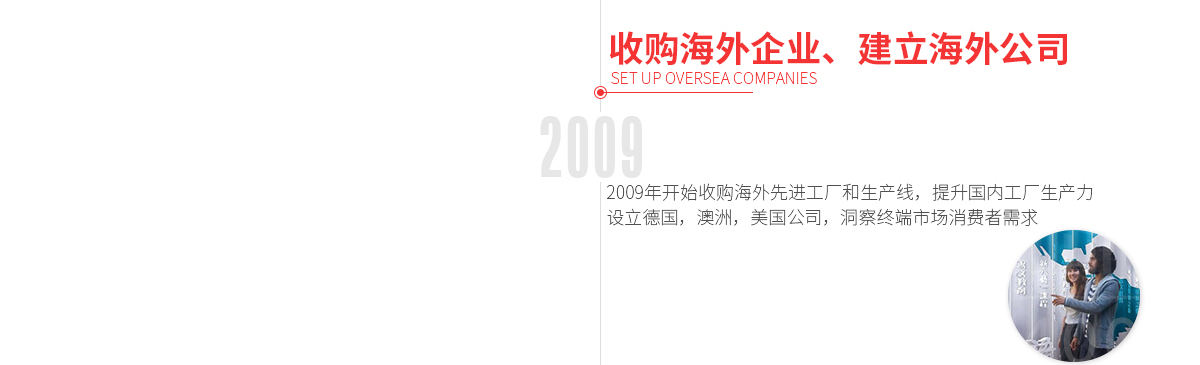 收购海外企业、建立海外公司
SET UP OVERSEA COMPANIES
2009
2009年开始收购海外先进工厂和生产线，提升国内工厂生产力
设立德国，澳洲，美国公司，洞察终端市场消费者需求